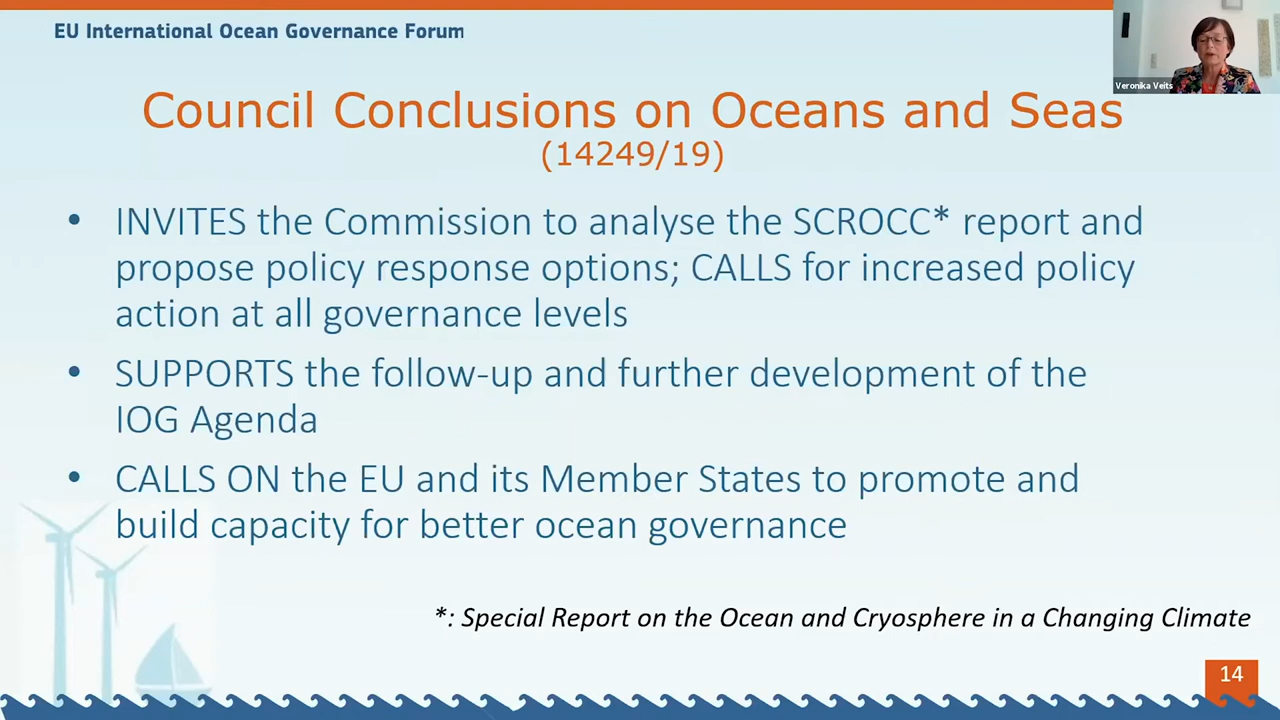 EU International Ocean Governance Forum
Veronika Veits
Council Conclusions on Oceans and Seas
(14249/19)
• INVITES the Commission to analyse the SCROCC* report and
propose policy response options; CALLS for increased policy
action at all governance levels
• SUPPORTS the follow-up and further development of the
IOG Agenda
• CALLS ON the EU and its Member States to promote and
build capacity for better ocean governance
*: Special Report on the Ocean and Cryosphere in a Changing Climate
14